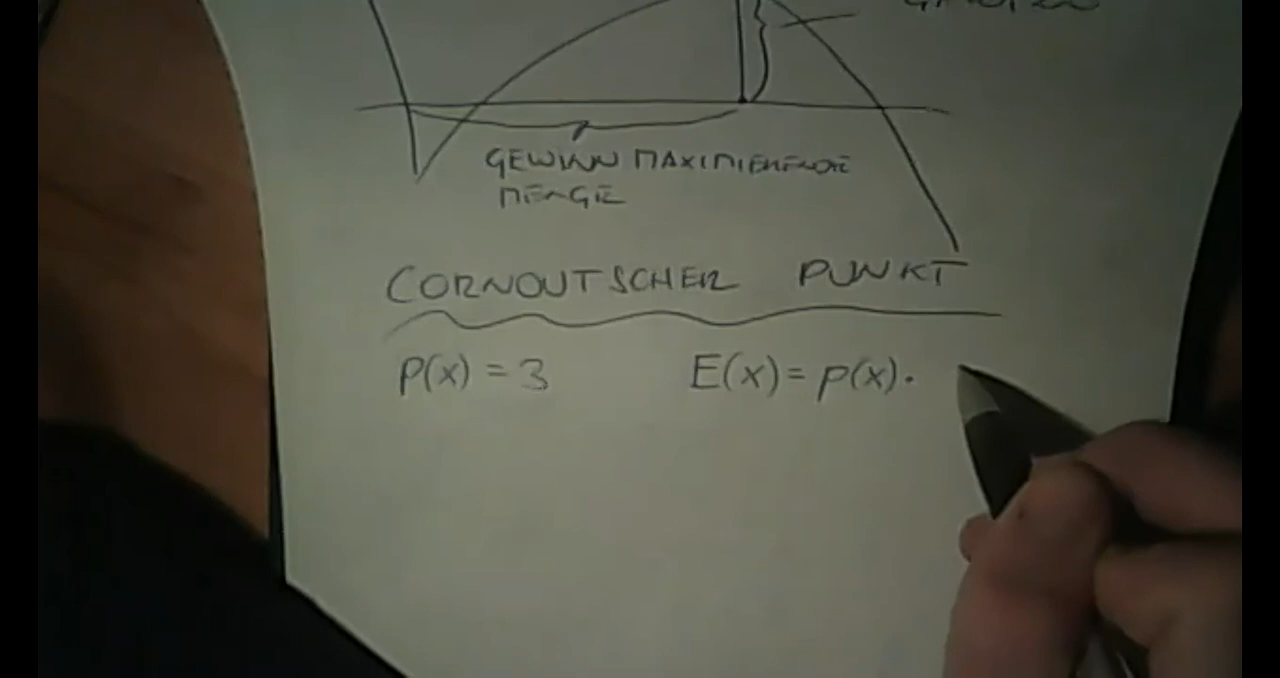 GEWINN MAXIMIERENDE
MENGE
CORNOUTSCHER PUNKT
P(x) = 3 E(x) = p(x) ·